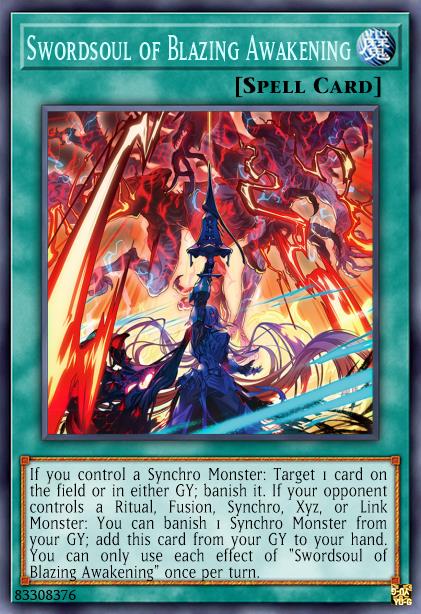 Swordsoul of Blazing Awakening 魔
[Spell Card]
If you control a Synchro Monster: Target 1 card on
the field or in either GY; banish it. If your opponent
controls a Ritual, Fusion, Synchro, Xyz, or Link
Monster: You can banish 1 Synchro Monster from
your GY; add this card from your GY to your hand.
You can only use each effect of "Swordsoul of
Blazing Awakening" once per turn.
83308376